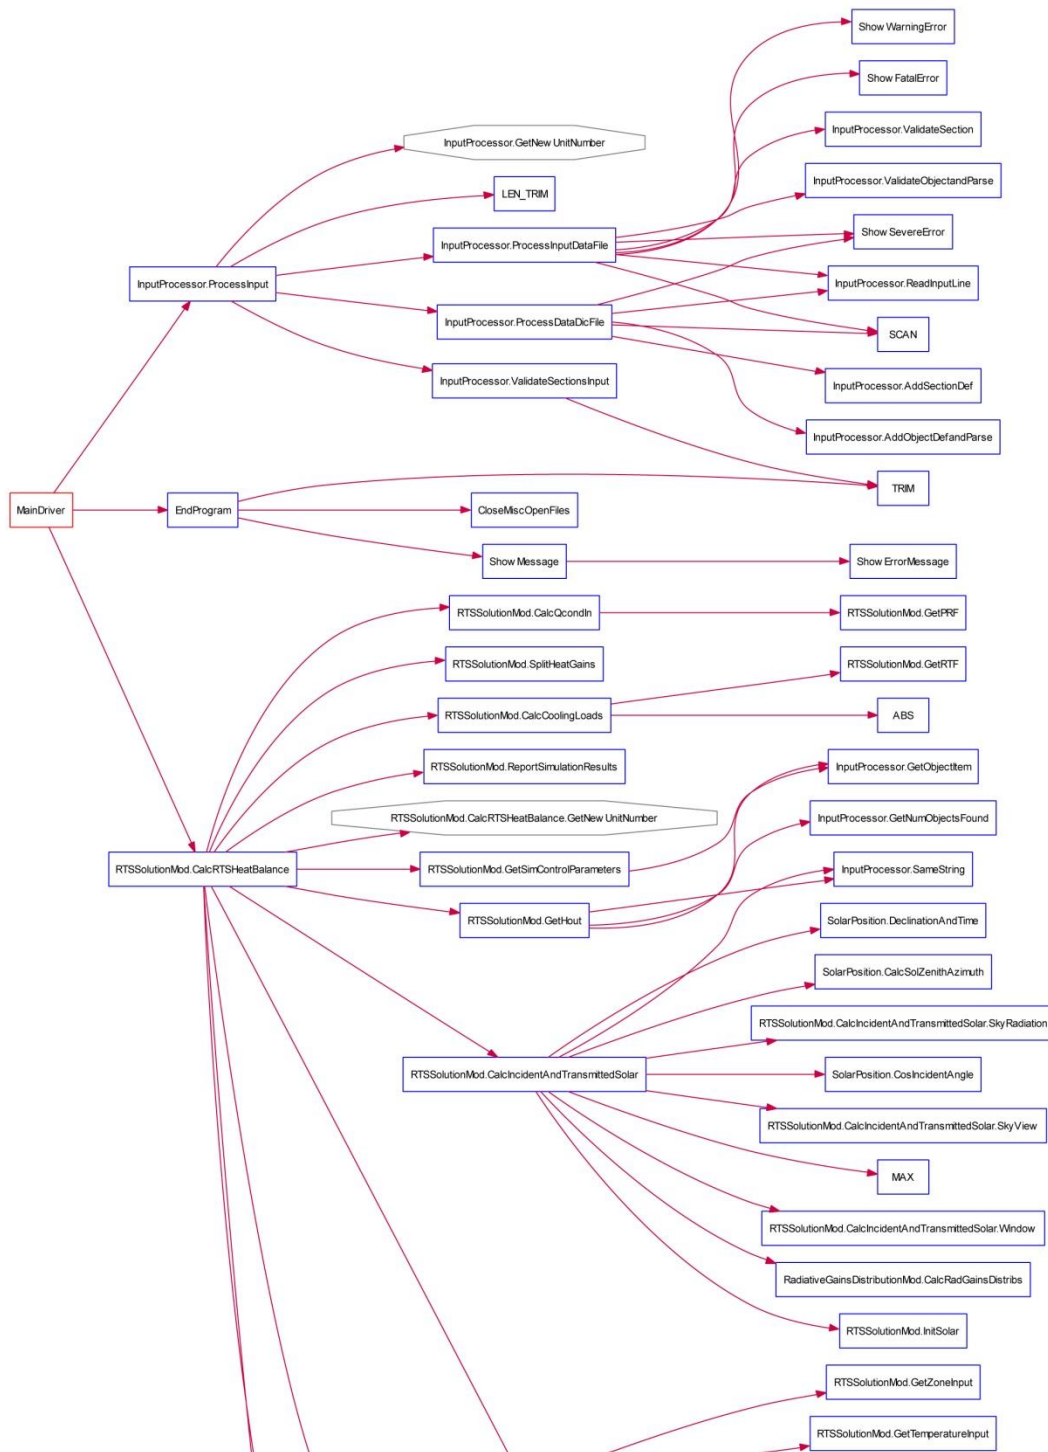 Show WarningError
Show FatalError
InputProcessor.GetNew UnitNumber
InputProcessor.ValidateSection
LEN_TRIM
InputProcessor.ValidateObjectandParse
InputProcessor.ProcessInputDataFile
Show SevereError
InputProcessor.ProcessInput
InputProcessor.ReadInputLine
InputProcessor.ProcessDataDicFile
SCAN
InputProcessor.ValidateSectionsInput
InputProcessor.AddSectionDef
InputProcessor.AddObjectDefandParse
TRIM
MainDriver
EndProgram
CloseMiscOpenFiles
Show Message
Show ErrorMessage
RTSSolutionMod.CalcQcondIn
RTSSolutionMod.GetPRF
RTSSolutionMod.SplitHeatGains
RTSSolutionMod.GetRTF
RTSSolutionMod.CalcCoolingLoads
ABS
RTSSolutionMod.ReportSimulationResults
InputProcessor.GetObjectItem
RTSSolutionMod.CalcRTSHeatBalance.GetNew UnitNumber
InputProcessor.GetNumObjectsFound
RTSSolutionMod.CalcRTSHeatBalance
RTSSolutionMod.GetSimControlParameters
InputProcessor.SameString
RTSSolutionMod.GetHout
SolarPosition.DeclinationAndTime
SolarPosition.CalcSolZenithAzimuth
RTSSolutionMod.CalcIncidentAndTransmittedSolar.SkyRadiation
RTSSolutionMod.CalcIncidentAndTransmittedSolar
SolarPosition.CosIncidentAngle
RTSSolutionMod.CalcIncidentAndTransmittedSolar.SkyView
MAX
RTSSolutionMod.CalcIncidentAndTransmittedSolar.Window
RadiativeGainsDistributionMod.CalcRadGainsDistribs
RTSSolutionMod.InitSolar
RTSSolutionMod.GetZoneInput
RTSSolutionMod.GetTemperatureInput